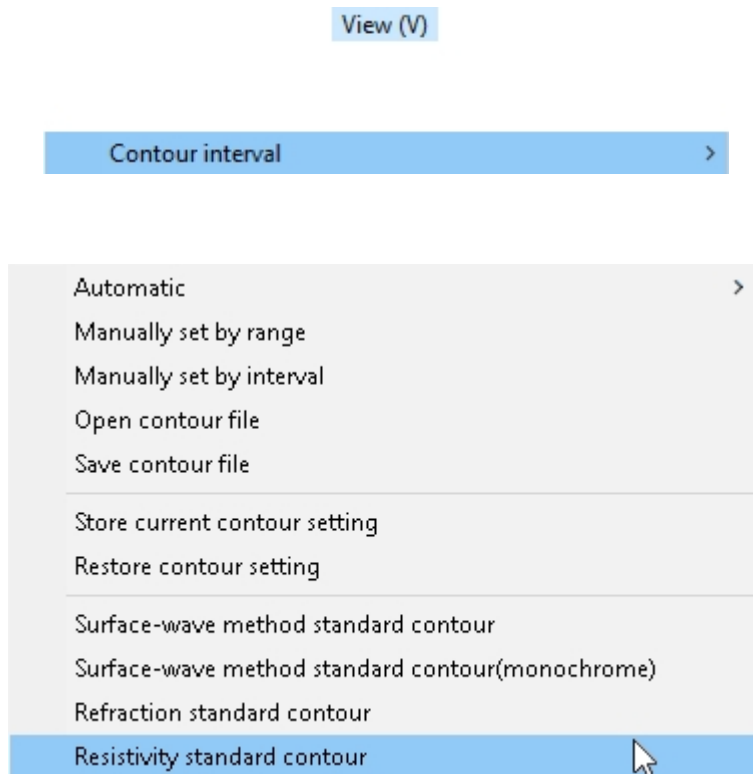 View (V)
Contour interval
Automatic
Manually set by range
Manually set by interval
Open contour file
Save contour file
Store current contour setting
Restore contour setting
Surface-wave method standard contour
Surface-wave method standard contour(monochrome)
Refraction standard contour
Resistivity standard contour